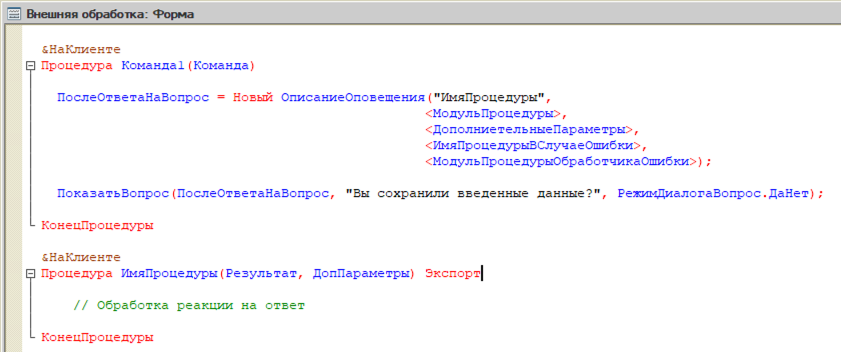 Внешняя обработка: Форма
&НаКлиенте
Процедура Команда1(Команда)
ПослеОтветаНаВопрос = Новый ОписаниеОповещения("ИмяПроцедуры",
<МодульПроцедуры>,
<ДополниетельныеПараметры>,
<ИмяПроцедурыВСлучаеОшибки>,
<МодульПроцедурыОбработчикаОшибки>);
ПоказатьВопрос(ПослеОтветаНаВопрос, "Вы сохранили введенные данные?", РежимДиалогаВопрос.ДаНет);
КонецПроцедуры
&НаКлиенте
Процедура ИмяПроцедуры(Результат, ДопПараметры) Экспорт
// Обработка реакции на ответ
КонецПроцедуры